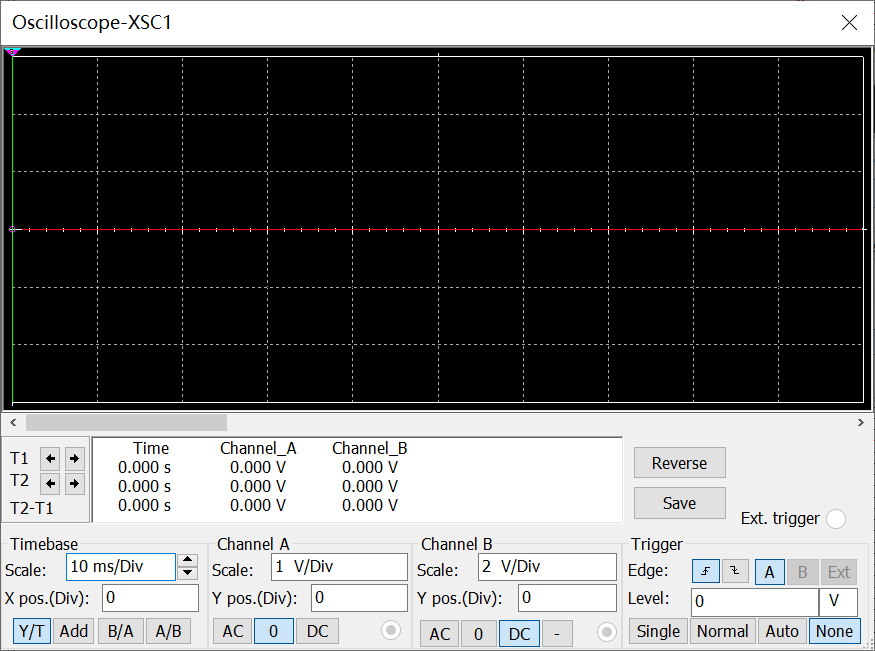 Oscilloscope-XSC1
Time Channel_A Channel_B
T1 0.000 s 0.000 V 0.000 V
T2 0.000 s 0.000 V 0.000 V
T2-T1 0.000 s 0.000 V 0.000 V
Reverse
Save
Ext. trigger
Timebase
Scale: 10 ms/Div
X pos.(Div): 0
Y/T Add B/A A/B
Channel A
Scale: 1 V/Div
Y pos.(Div): 0
AC 0 DC
Channel B
Scale: 2 V/Div
Y pos.(Div): 0
AC 0 DC -
Trigger
Edge: A B Ext
Level: 0 V
Single Normal Auto None